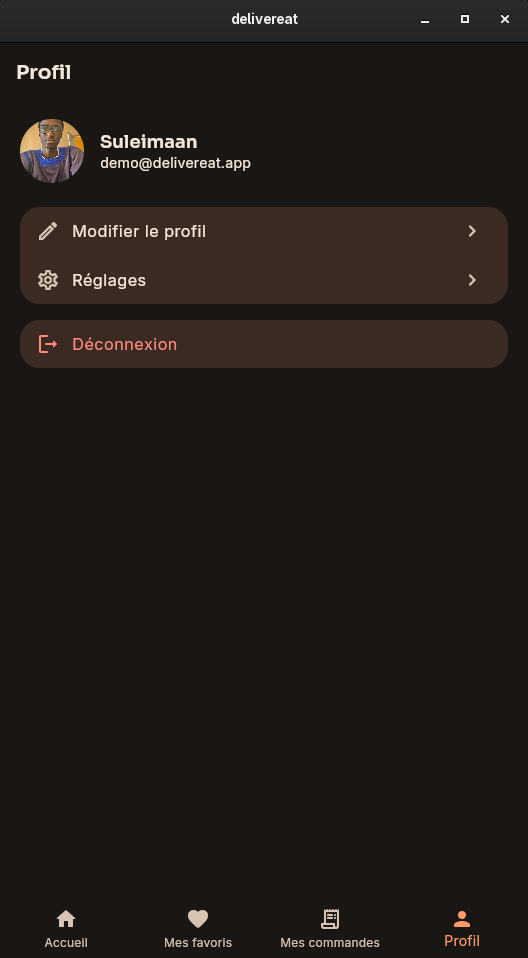 delivereat
Profil
Suleimaan
demo@delivereat.app
Modifier le profil
Réglages
Déconnexion
Accueil
Mes favoris
Mes commandes
Profil